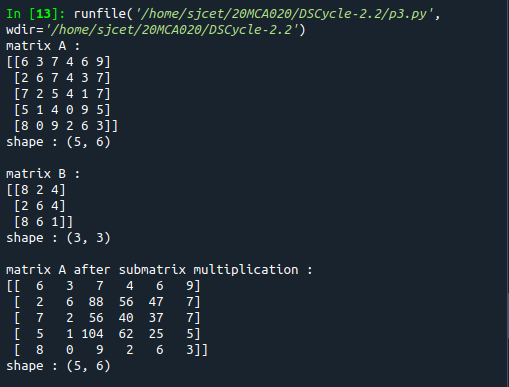 In [13]: runfile('/home/sjcet/20MCA020/DSCycle-2.2/p3.py',
wdir='/home/sjcet/20MCA020/DSCycle-2.2')
matrix A :
[[6 3 7 4 6 9]
 [2 6 7 4 3 7]
 [7 2 5 4 1 7]
 [5 1 4 0 9 5]
 [8 0 9 2 6 3]]
shape : (5, 6)

matrix B :
[[8 2 4]
 [2 6 4]
 [8 6 1]]
shape : (3, 3)

matrix A after submatrix multiplication :
[[  6   3   7   4   6   9]
 [  2   6  88  56  47   7]
 [  7   2  56  40  37   7]
 [  5   1 104  62  25   5]
 [  8   0   9   2   6   3]]
shape : (5, 6)